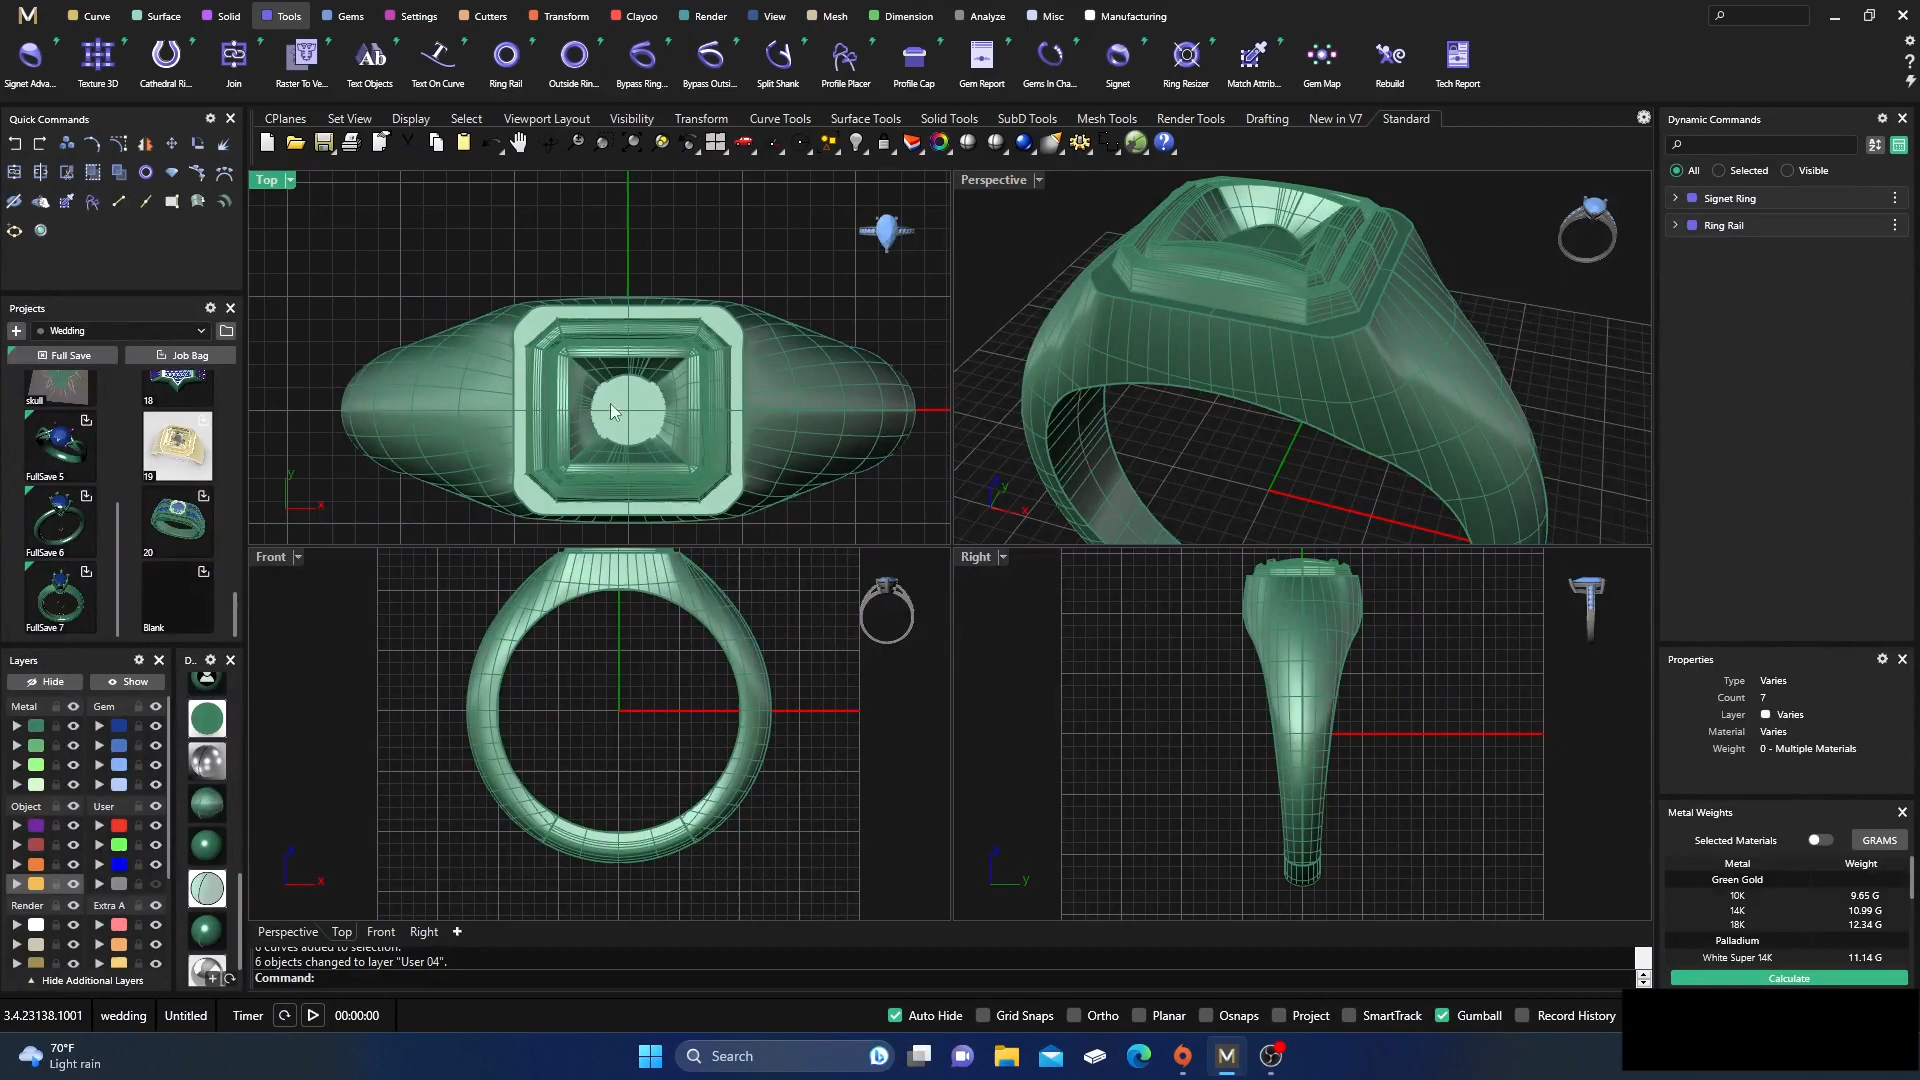 Curve Surface Solid Tools Gems Settings Cutters Transform Clayoo Render View Mesh Dimension Analyze Misc Manufacturing
Signet Adva... Texture 3D Cathedral Ri... Join Raster To Ve... Text Objects Text On Curve Ring Rail Outside Rin... Bypass Ring... Bypass Outsi... Split Shank Profile Placer Profile Cap Gem Report Gems In Cha... Signet Ring Resizer Match Attrib... Gem Map Rebuild Tech Report
Quick Commands
CPlanes Set View Display Select Viewport Layout Visibility Transform Curve Tools Surface Tools Solid Tools SubD Tools Mesh Tools Render Tools Drafting New in V7 Standard
Dynamic Commands
All Selected Visible
Signet Ring
Ring Rail
Top
Perspective
Front
Right
Projects
Wedding
Full Save Job Bag
skull 18
FullSave 5 19
FullSave 6 20
FullSave 7 Blank
Layers D..
Hide Show
Metal Gem
Object User
Render Extra A
Hide Additional Layers
Properties
Type Varies
Count 7
Layer Varies
Material Varies
Weight 0 - Multiple Materials
Metal Weights
Selected Materials GRAMS
Metal Weight
Green Gold
10K 9.65 G
14K 10.99 G
18K 12.34 G
Palladium
White Super 14K 11.14 G
Calculate
Perspective Top Front Right
6 curves added to selection.
6 objects changed to layer "User 04".
Command:
3.4.23138.1001 wedding Untitled Timer 00:00:00 Auto Hide Grid Snaps Ortho Planar Osnaps Project SmartTrack Gumball Record History
70°F
Light rain
Search